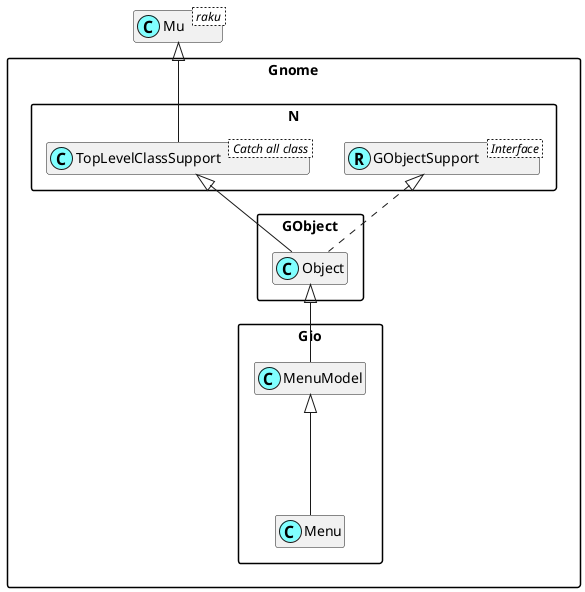 raku
C Mu
Gnome
N
Catch all class
C TopLevelClassSupport
Interface
R GObjectSupport
GObject
C Object
Gio
C MenuModel
C Menu